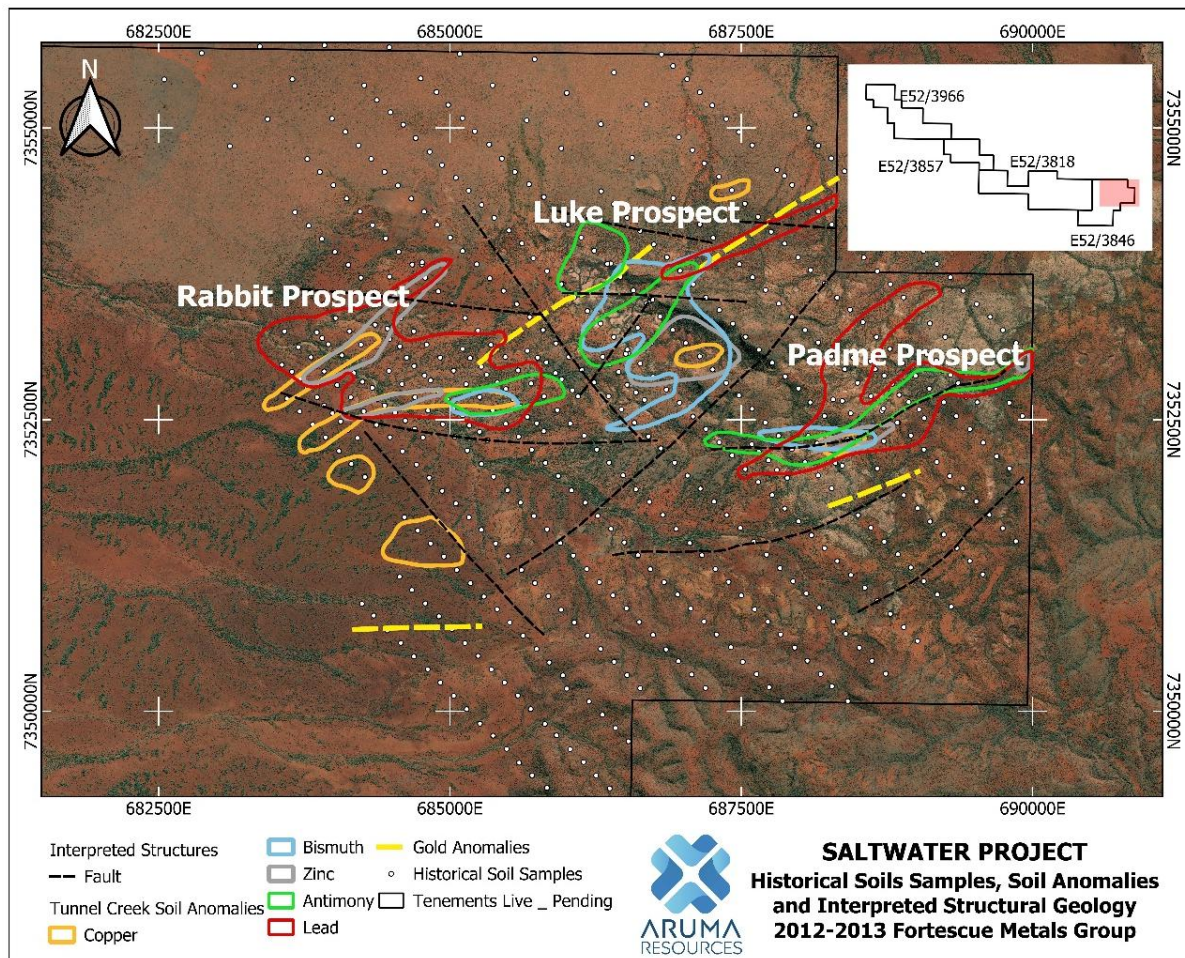 682500E 685000E 687500E 690000E
N
7355000N
7355000N
E52/3966
E52/3857
E52/3818
E52/3846
Luke Prospect
Rabbit Prospect
Padme Prospect
7352500N
7352500N
7350000N
7350000N
682500E 685000E 687500E 690000E
Interpreted Structures
Fault
Tunnel Creek Soil Anomalies
Copper
Bismuth
Zinc
Antimony
Lead
Gold Anomalies
Historical Soil Samples
Tenements Live _ Pending
ARUMA
RESOURCES
SALTWATER PROJECT
Historical Soils Samples, Soil Anomalies
and Interpreted Structural Geology
2012-2013 Fortescue Metals Group